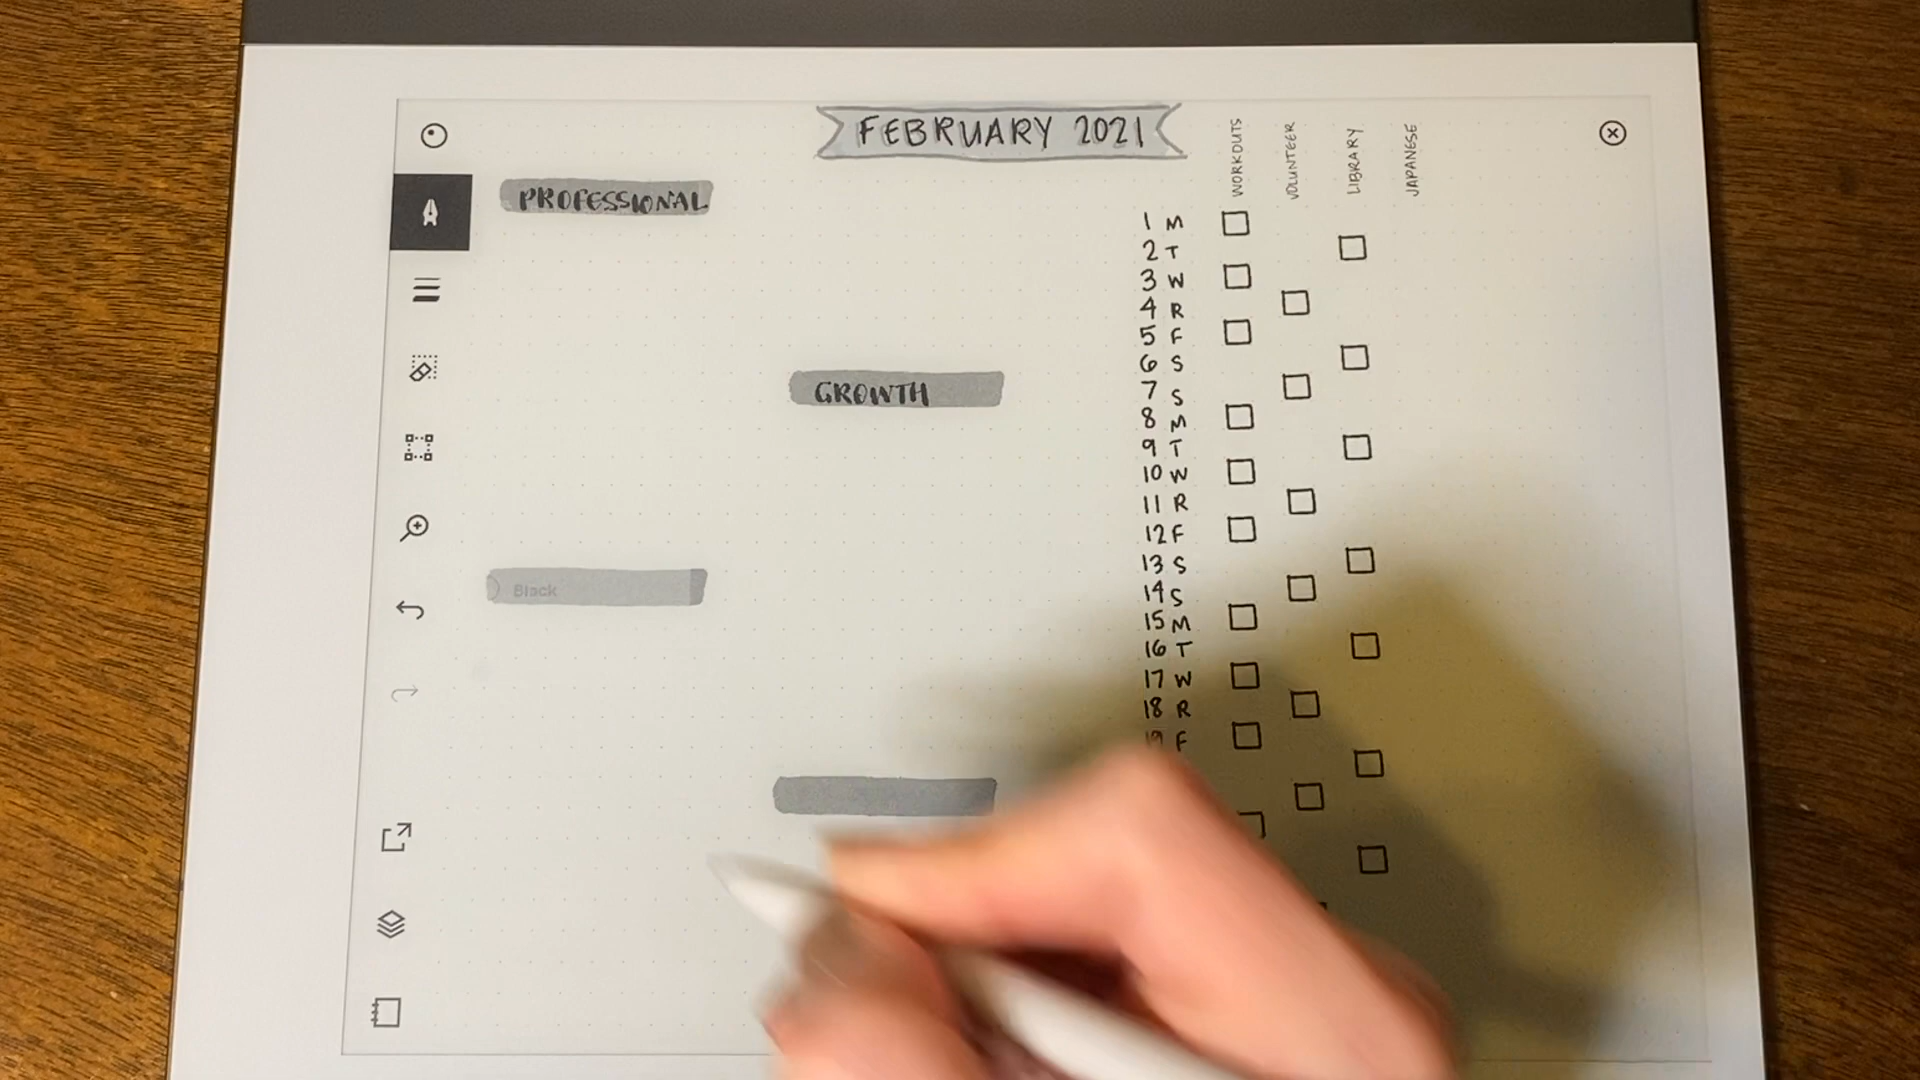 FEBRUARY 2021
PROFESSIONAL
GROWTH
Black
WORKOUTS
VOLUNTEER
LIBRARY
JAPANESE
1 M
2 T
3 W
4 R
5 F
6 S
7 S
8 M
9 T
10 W
11 R
12 F
13 S
14 S
15 M
16 T
17 W
18 R
19 F